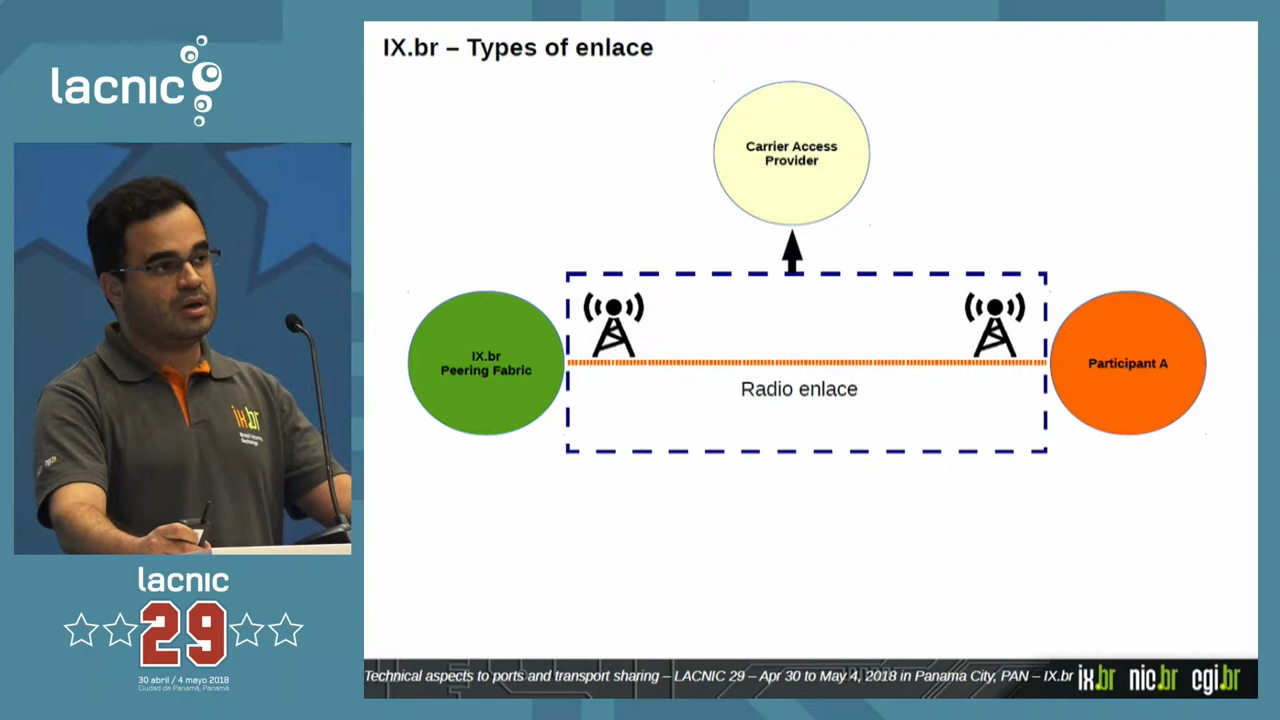 lacnic
IX.br – Types of enlace
Carrier Access
Provider
IX.br
Peering Fabric
Radio enlace
Participant A
ix.br
lacnic
29
30 abril / 4 mayo 2018
Ciudad de Panamá, Panamá
Technical aspects to ports and transport sharing – LACNIC 29 – Apr 30 to May 4, 2018 in Panama City, PAN – IX.br
ix.br nic.br cgi.br